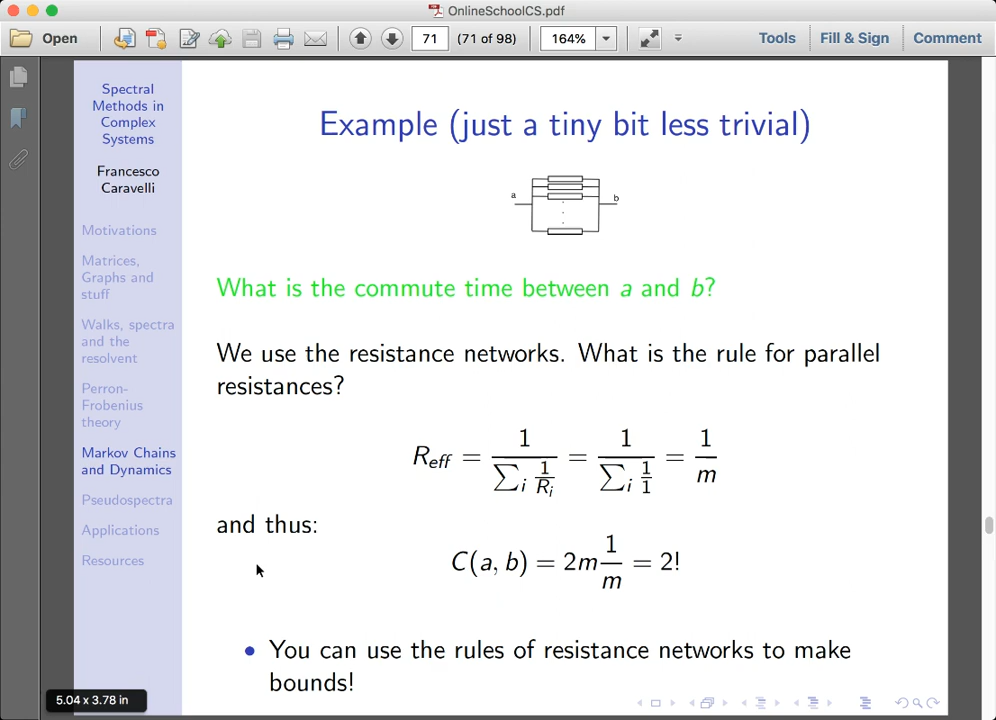 OnlineSchoolCS.pdf
Open
71
(71 of 98)
164%
Tools
Fill & Sign
Comment
Spectral
Methods in
Complex
Systems
Francesco
Caravelli
Motivations
Matrices,
Graphs and
stuff
Walks, spectra
and the
resolvent
Perron-
Frobenius
theory
Markov Chains
and Dynamics
Pseudospectra
Applications
Resources
Example (just a tiny bit less trivial)
a
b
What is the commute time between a and b?
We use the resistance networks. What is the rule for parallel
resistances?
R_eff = 1/(∑_i 1/R_i) = 1/(∑_i 1/1) = 1/m
and thus:
C(a, b) = 2m 1/m = 2!
• You can use the rules of resistance networks to make
bounds!
5.04 x 3.78 in